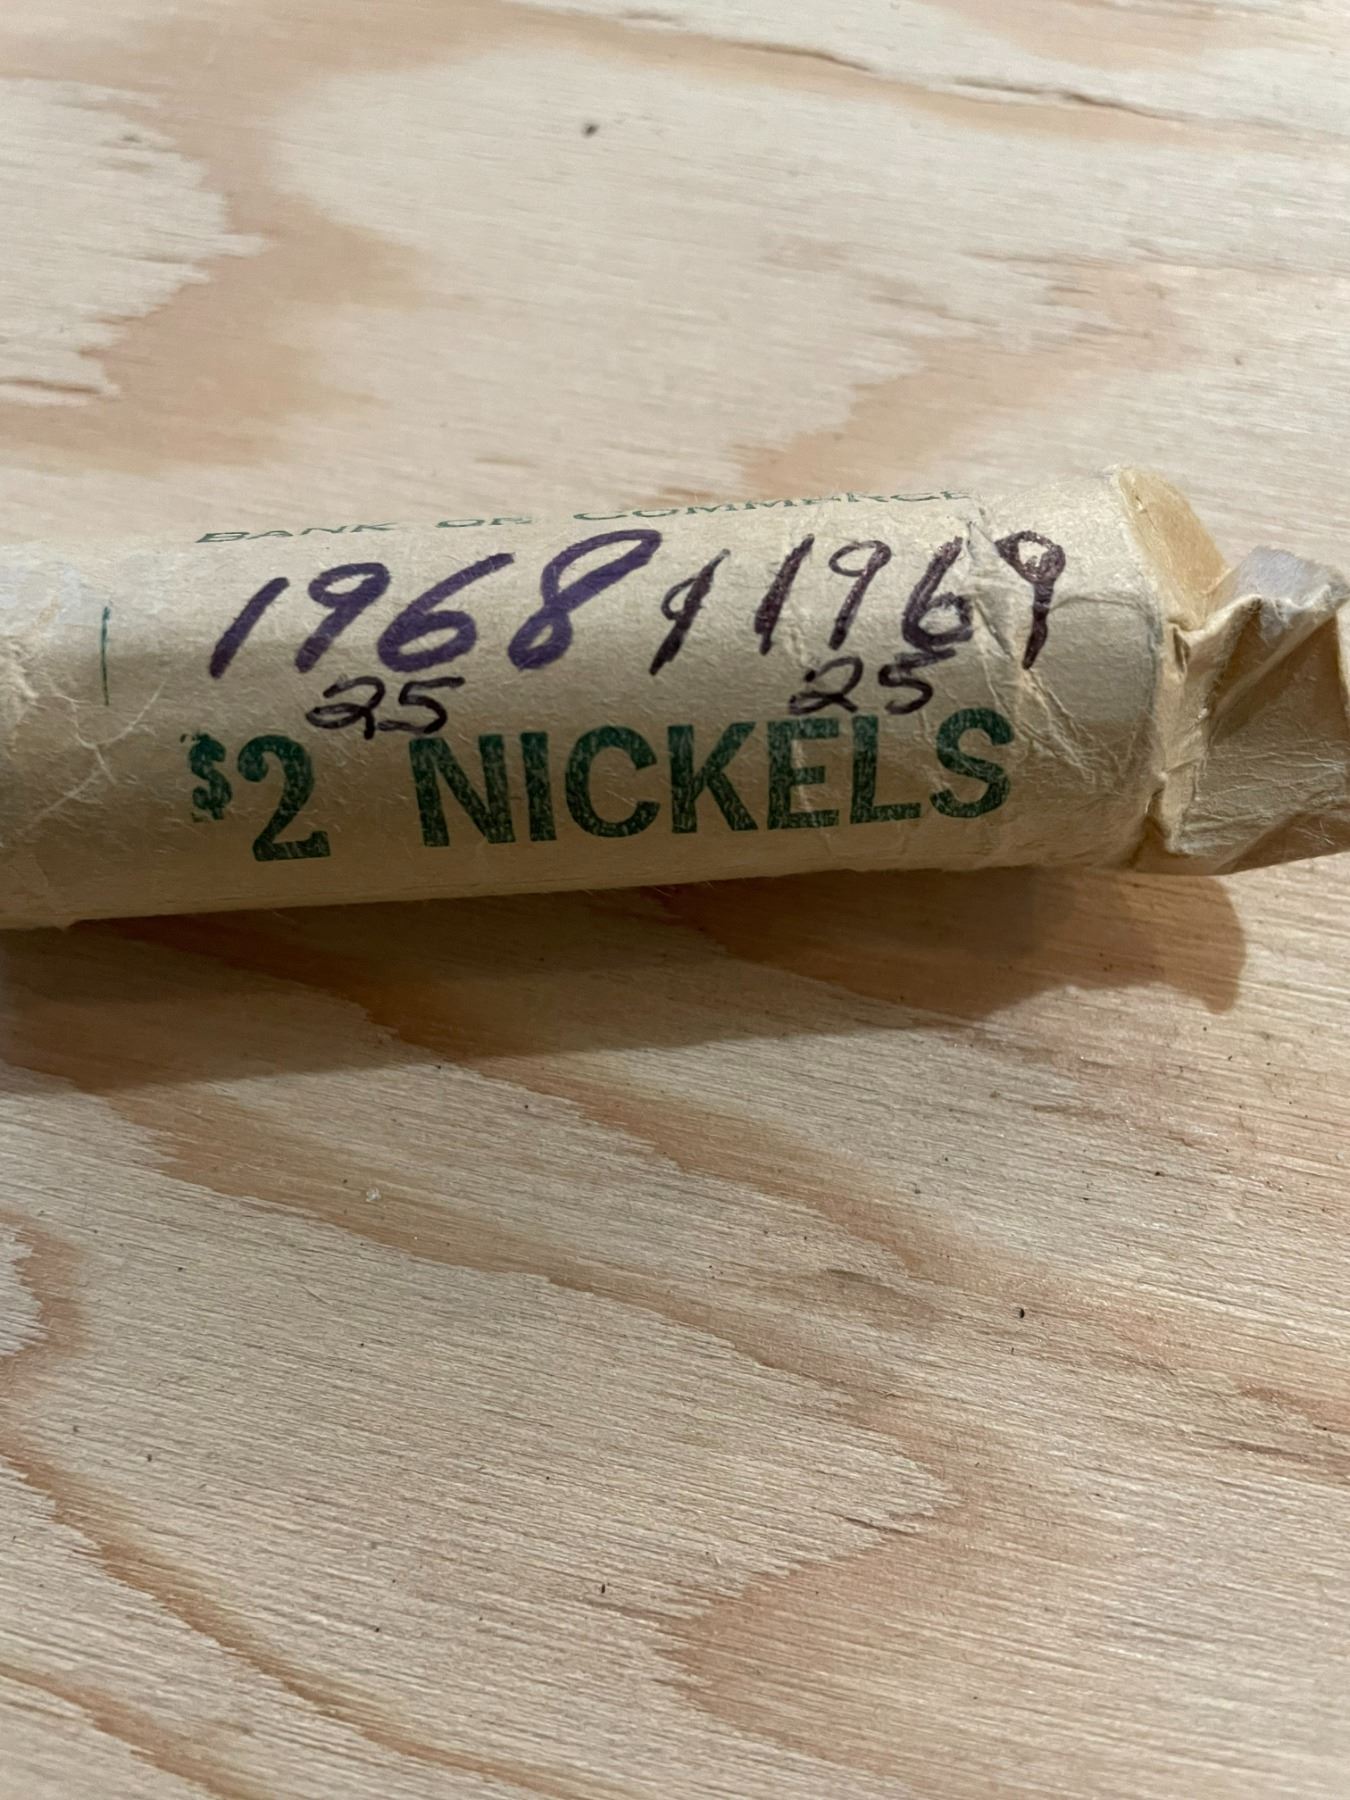 BANK OF COMMERCE
1968 & 1969
25 25
$2 NICKELS